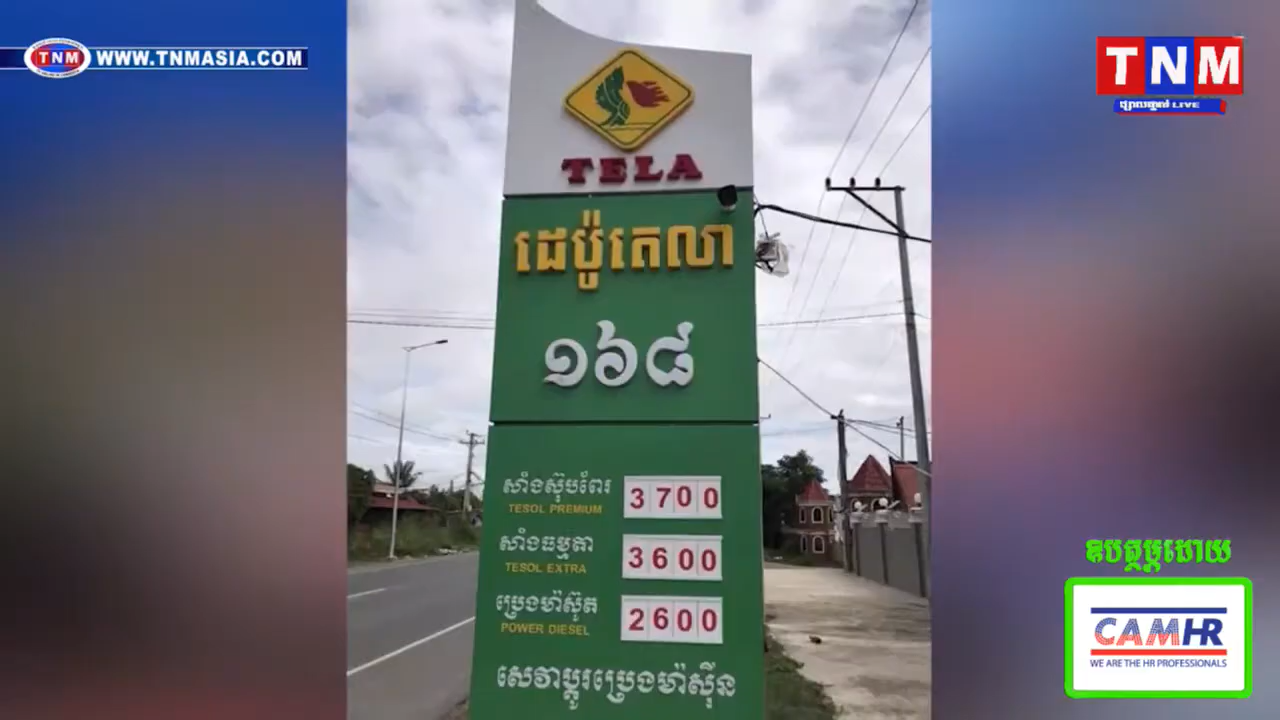 TNM
WWW.TNMASIA.COM
TNM
ផ្សាយផ្ទាល់ LIVE
TELA
ដេប៉ូតេលា
១៦៨
សាំងស៊ុបពែរ
TESOL PREMIUM
3700
សាំងធម្មតា
TESOL EXTRA
3600
ប្រេងម៉ាស៊ូត
POWER DIESEL
2600
សេវាប្តូរប្រេងម៉ាស៊ីន
ឧបត្ថម្ភដោយ
CAMHR
WE ARE THE HR PROFESSIONALS